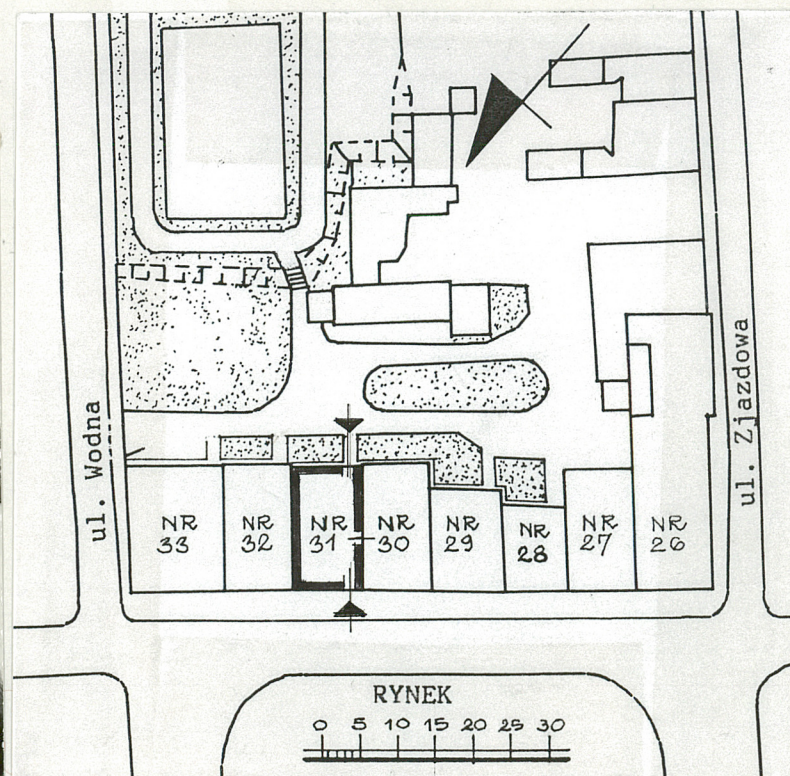 ul. Wodna
ul. Zjazdowa
NR
33
NR
32
NR
31
NR
30
NR
29
NR
28
NR
27
NR
26
RYNEK
0 5 10 15 20 25 30